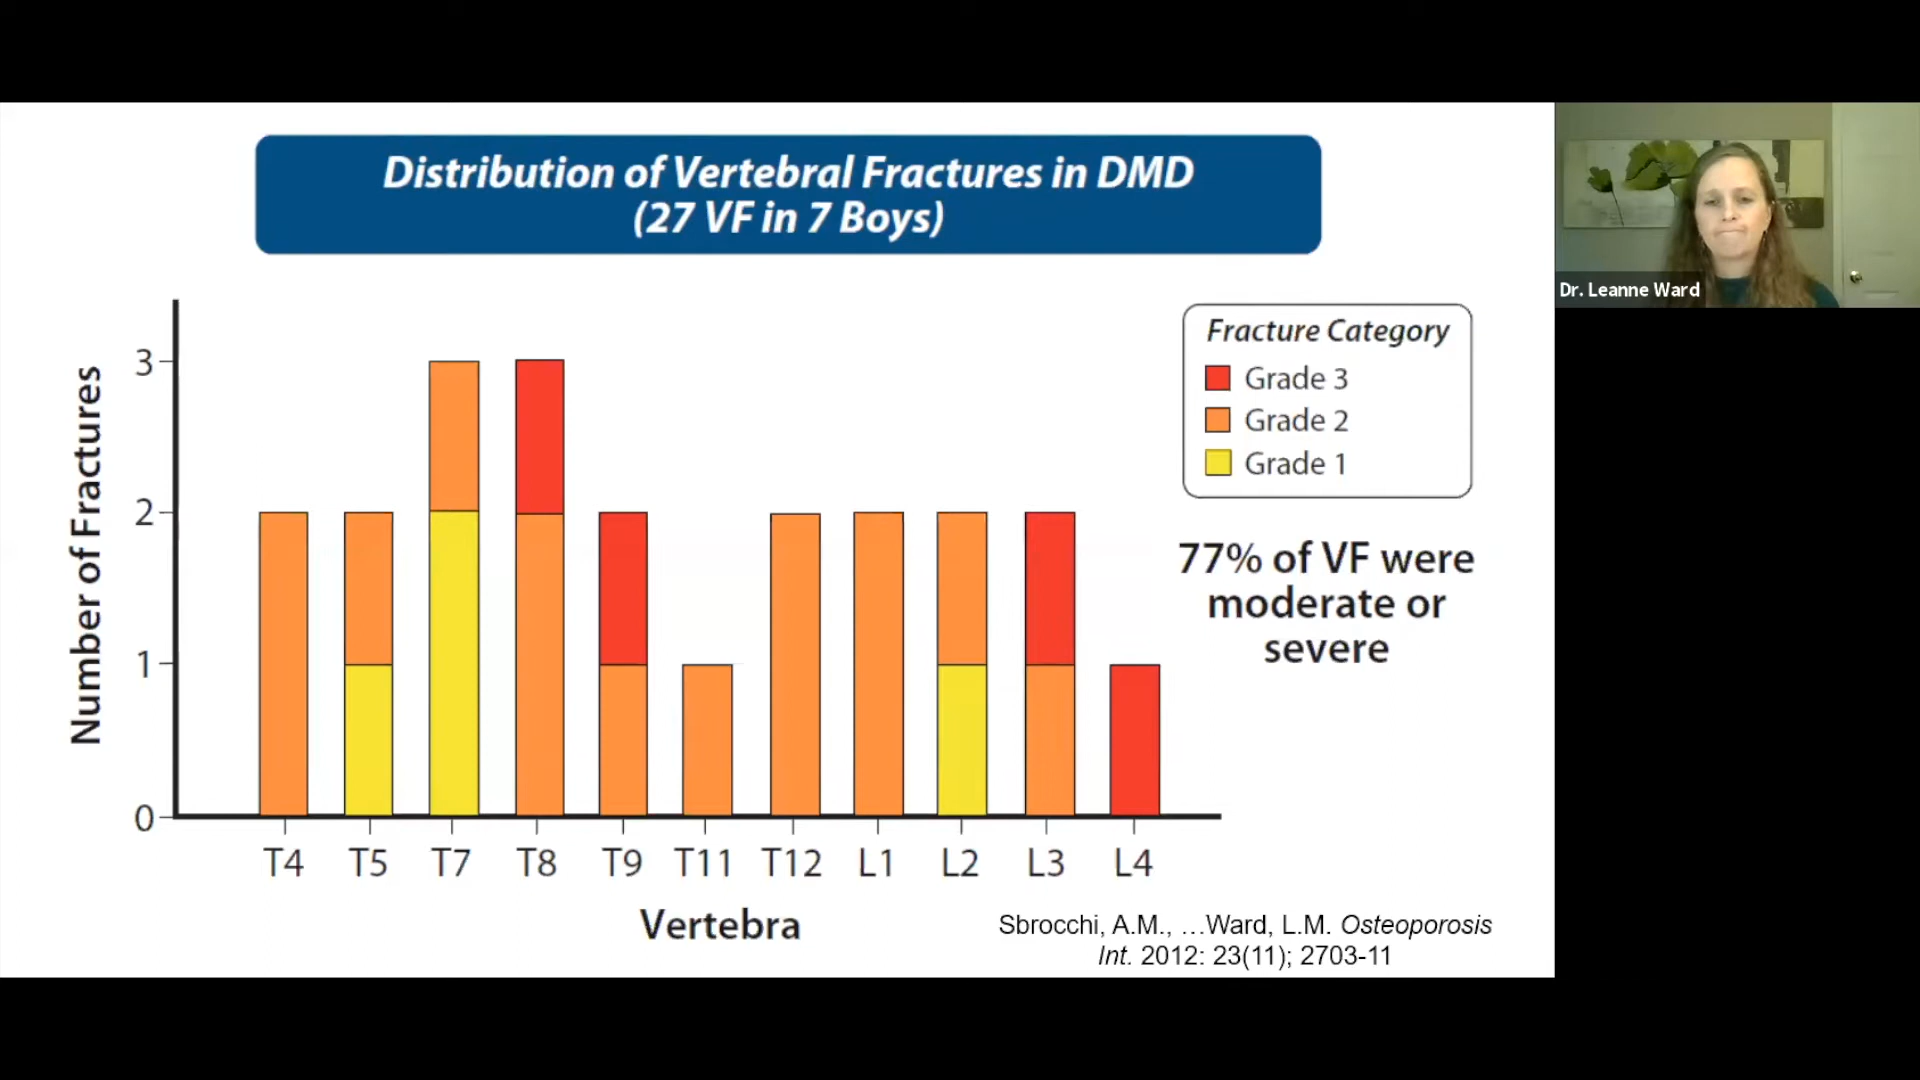 Distribution of Vertebral Fractures in DMD
(27 VF in 7 Boys)
Dr. Leanne Ward
Fracture Category
Grade 3
Grade 2
Grade 1
77% of VF were
moderate or
severe
Number of Fractures
3
2
1
0
T4 T5 T7 T8 T9 T11 T12 L1 L2 L3 L4
Vertebra
Sbrocchi, A.M., …Ward, L.M. Osteoporosis
Int. 2012: 23(11); 2703-11